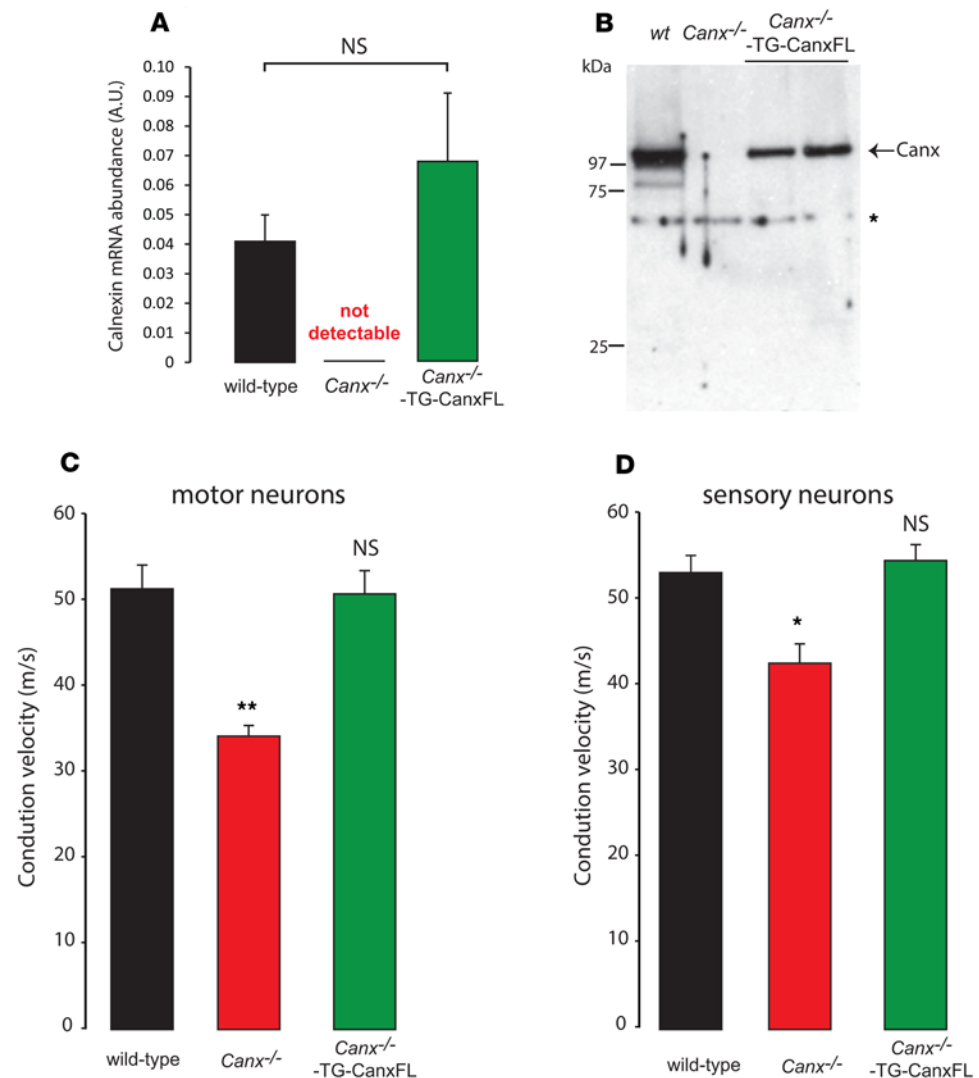 A
NS
Calnexin mRNA abundance (A.U.)
0.10
0.09
0.08
0.07
0.06
0.05
0.04
0.03
0.02
0.01
0
not
detectable
wild-type
Canx-/-
Canx-/-
-TG-CanxFL
B
wt
Canx-/-
Canx-/-
-TG-CanxFL
kDa
97
75
25
←Canx
*
C
motor neurons
Condution velocity (m/s)
60
50
40
30
20
10
0
**
NS
wild-type
Canx-/-
Canx-/-
-TG-CanxFL
D
sensory neurons
Condution velocity (m/s)
60
50
40
30
20
10
0
*
NS
wild-type
Canx-/-
Canx-/-
-TG-CanxFL